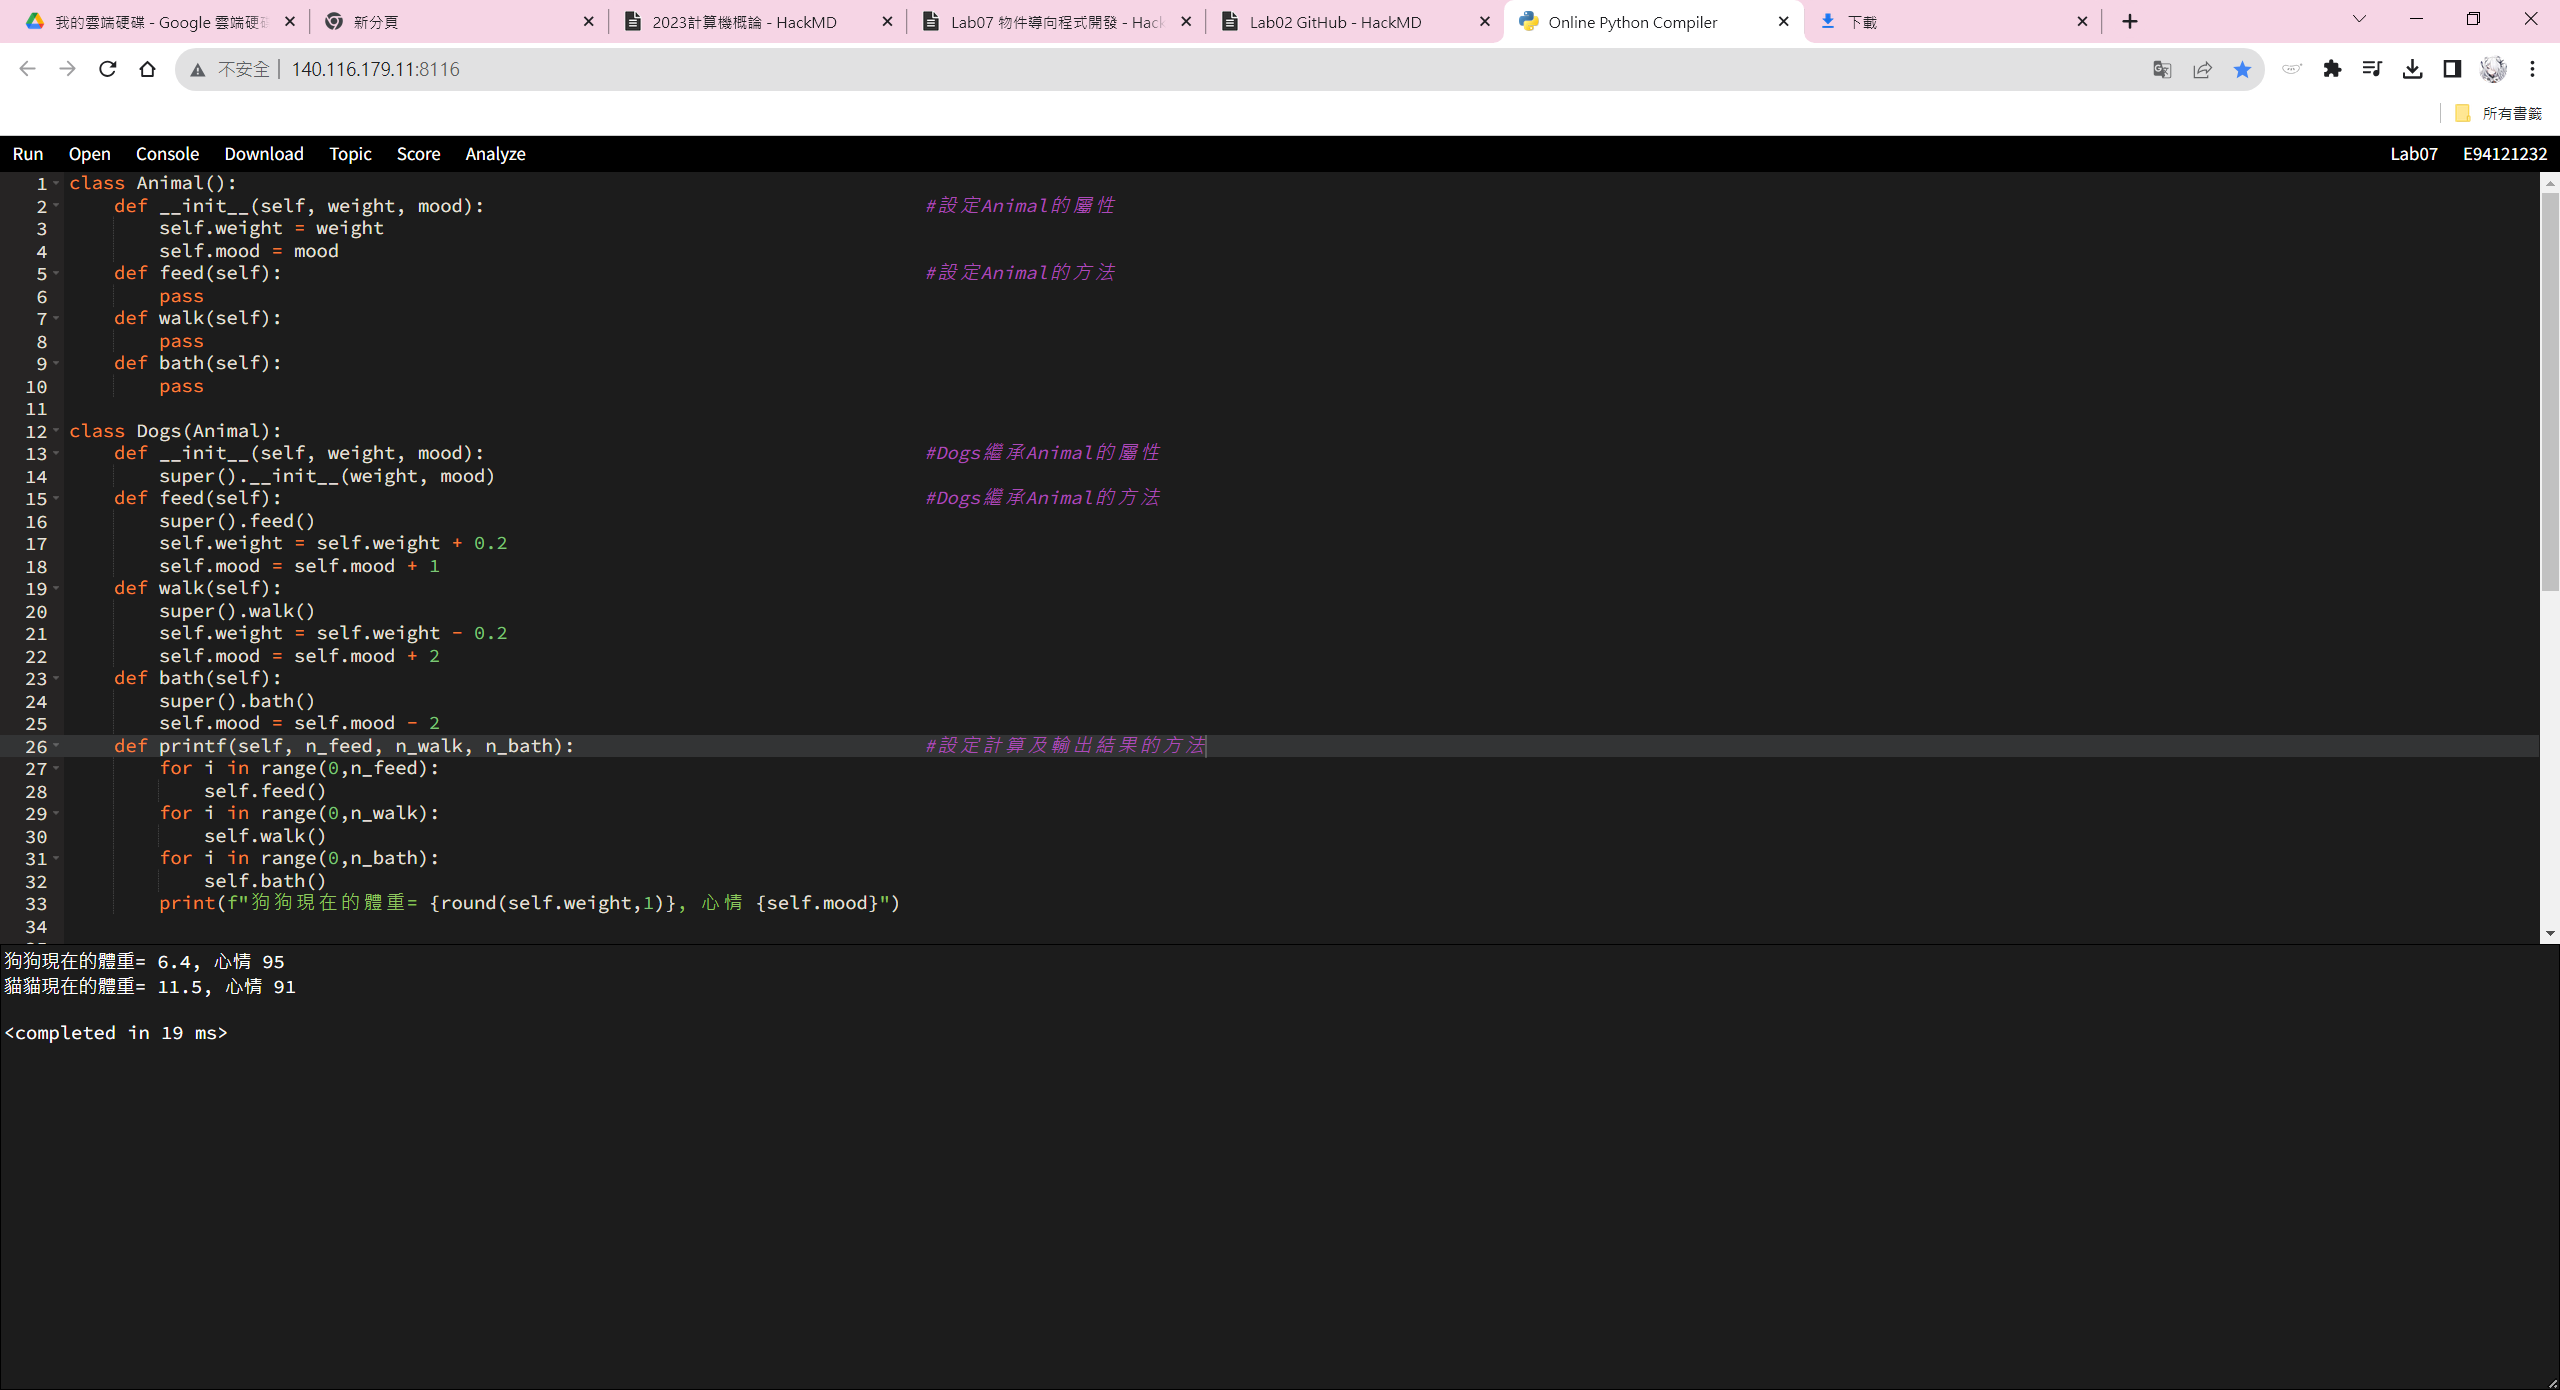 我的雲端硬碟 - Google 雲端硬
新分頁
2023計算機概論 - HackMD
Lab07 物件導向程式開發 - Hack
Lab02 GitHub - HackMD
Online Python Compiler
下載
不安全 140.116.179.11:8116
所有書籤
Run Open Console Download Topic Score Analyze Lab07 E94121232
1 class Animal():
2 def __init__(self, weight, mood): #設定Animal的屬性
3 self.weight = weight
4 self.mood = mood
5 def feed(self): #設定Animal的方法
6 pass
7 def walk(self):
8 pass
9 def bath(self):
10 pass
11
12 class Dogs(Animal):
13 def __init__(self, weight, mood): #Dogs繼承Animal的屬性
14 super().__init__(weight, mood)
15 def feed(self): #Dogs繼承Animal的方法
16 super().feed()
17 self.weight = self.weight + 0.2
18 self.mood = self.mood + 1
19 def walk(self):
20 super().walk()
21 self.weight = self.weight - 0.2
22 self.mood = self.mood + 2
23 def bath(self):
24 super().bath()
25 self.mood = self.mood - 2
26 def printf(self, n_feed, n_walk, n_bath): #設定計算及輸出結果的方法
27 for i in range(0,n_feed):
28 self.feed()
29 for i in range(0,n_walk):
30 self.walk()
31 for i in range(0,n_bath):
32 self.bath()
33 print(f"狗狗現在的體重= {round(self.weight,1)}, 心情 {self.mood}")
34
狗狗現在的體重= 6.4, 心情 95
貓貓現在的體重= 11.5, 心情 91
<completed in 19 ms>